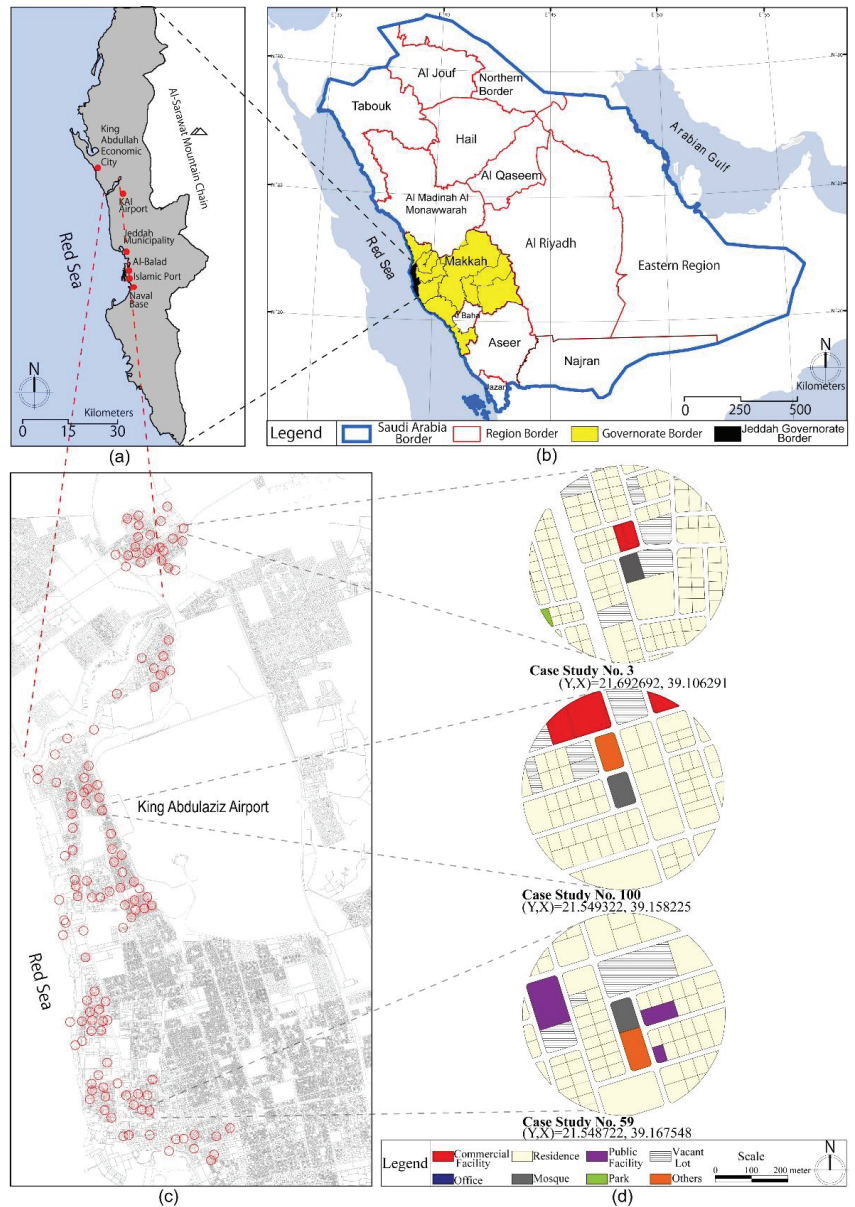 Al-Sarawat Mountain Chain
King
Abdullah
Economic
City
KAI
Airport
Jeddah
Municipality
Al-Balad
Islamic Port
Naval
Base
Red Sea
N
Kilometers
0 15 30
(a)
Al Jouf
Northern
Border
Tabouk
Hail
Al Qaseem
Al Madinah Al
Monawwarah
Arabian Gulf
Red Sea
Makkah
Al Riyadh
Eastern Region
Baha
Aseer
Najran
Jazan
N
Kilometers
0 250 500
Legend
Saudi Arabia
Border
Region Border
Governorate Border
Jeddah Governorate
Border
(b)
King Abdulaziz Airport
Red Sea
(c)
Case Study No. 3
(Y,X)=21.692692, 39.106291
Case Study No. 100
(Y,X)=21.549322, 39.158225
Case Study No. 59
(Y,X)=21.548722, 39.167548
Legend
Commercial
Facility
Residence
Public
Facility
Vacant
Lot
Office
Mosque
Park
Others
Scale
0 100 200 meter
N
(d)